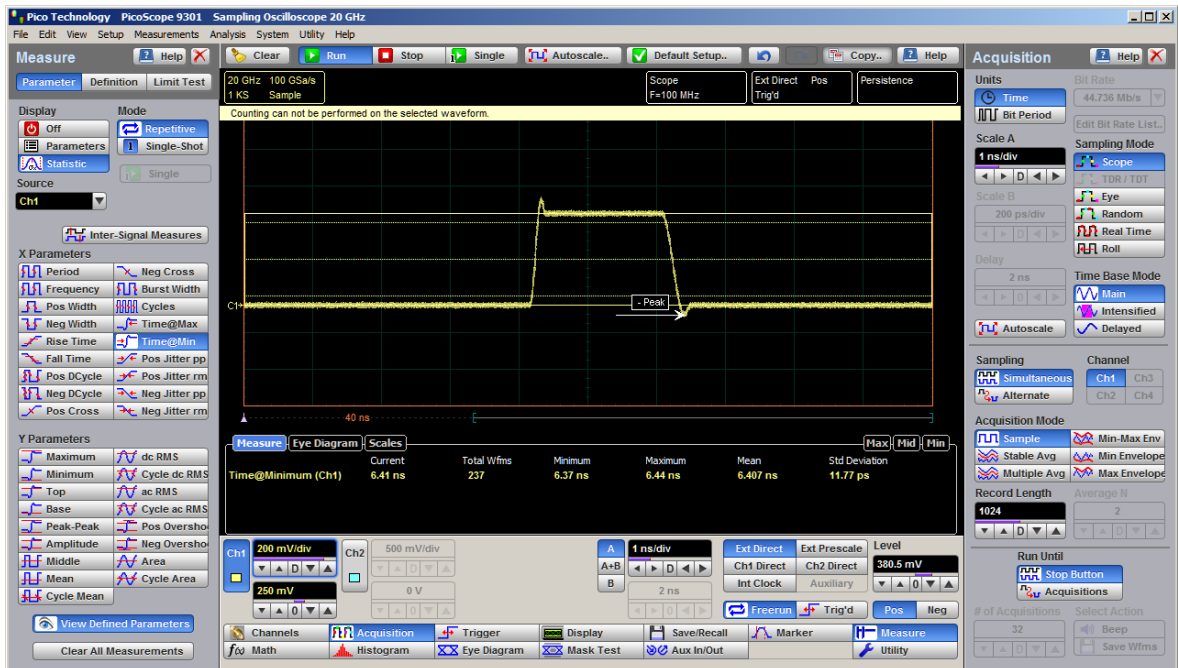 Pico Technology PicoScope 9301 Sampling Oscilloscope 20 GHz
File Edit View Setup Measurements Analysis System Utility Help
Measure ? Help
Parameter Definition Limit Test
Display
Off
Parameters
Statistic
Mode
Repetitive
1 Single-Shot
Single
Source
Ch1
Inter-Signal Measures
X Parameters
Period Neg Cross
Frequency Burst Width
Pos Width Cycles
Neg Width Time@Max
Rise Time Time@Min
Fall Time Pos Jitter pp
Pos DCycle Pos Jitter rm
Neg DCycle Neg Jitter pp
Pos Cross Neg Jitter rm
Y Parameters
Maximum dc RMS
Minimum Cycle dc RMS
Top ac RMS
Base Cycle ac RMS
Peak-Peak Pos Oversho
Amplitude Neg Oversho
Middle Area
Mean Cycle Area
Cycle Mean
View Defined Parameters
Clear All Measurements
Clear Run Stop Single Autoscale.. Default Setup.. Copy.. ? Help
20 GHz 100 GSa/s
1 KS Sample
Scope
F=100 MHz
Ext Direct Pos
Trig'd
Persistence
Counting can not be performed on the selected waveform.
C1
- Peak
40 ns
Measure Eye Diagram Scales Max Mid Min
Current Total Wfms Minimum Maximum Mean Std Deviation
Time@Minimum (Ch1) 6.41 ns 237 6.37 ns 6.44 ns 6.407 ns 11.77 ps
Ch1
200 mV/div
D
250 mV
0
Ch2
500 mV/div
D
0 V
0
A
A+B
B
1 ns/div
D
2 ns
0
Ext Direct Ext Prescale
Ch1 Direct Ch2 Direct
Int Clock Auxiliary
Freerun Trig'd
Level
380.5 mV
0
Pos Neg
Channels Acquisition Trigger Display Save/Recall Marker Measure
f(x) Math Histogram Eye Diagram Mask Test Aux In/Out Utility
Acquisition ? Help
Units
Time
Bit Period
Bit Rate
44.736 Mb/s
Edit Bit Rate List..
Scale A
1 ns/div
D
Scale B
200 ps/div
D
Delay
2 ns
0
Autoscale
Sampling Mode
Scope
TDR / TDT
Eye
Random
Real Time
Roll
Time Base Mode
Main
Intensified
Delayed
Sampling
Simultaneous
Alternate
Channel
Ch1 Ch3
Ch2 Ch4
Acquisition Mode
Sample Min-Max Env
Stable Avg Min Envelope
Multiple Avg Max Envelope
Record Length
1024
D
Average N
2
D
Run Until
Stop Button
Acquisitions
# of Acquisitions
32
D
Select Action
Beep
Save Wfms